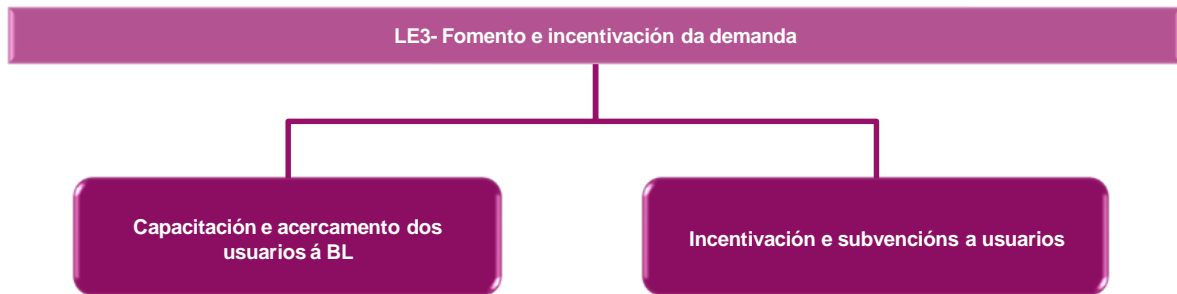 LE3- Fomento e incentivación da demanda
Capacitación e acercamento dos
usuarios á BL
Incentivación e subvencións a usuarios